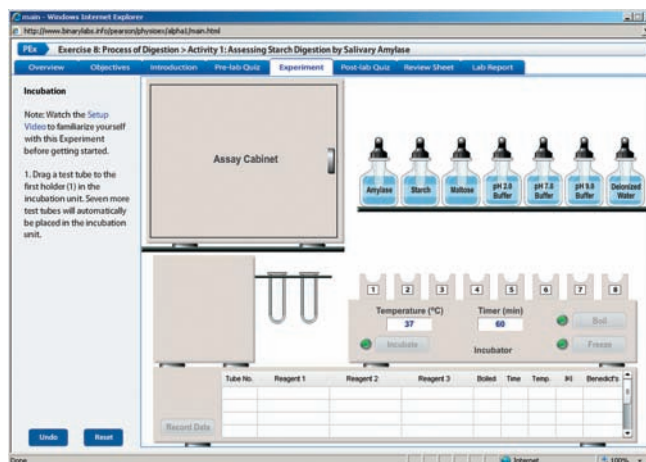 main - Windows Internet Explorer
http://www.binarylabs.info/pearson/physioex/alpha1/main.html
PEx Exercise 8: Process of Digestion > Activity 1: Assessing Starch Digestion by Salivary Amylase
Overview Objectives Introduction Pre-lab Quiz Experiment Post-lab Quiz Review Sheet Lab Report
Incubation
Note: Watch the Setup
Video to familiarize yourself
with this Experiment
before getting started.
1. Drag a test tube to the
first holder (1) in the
incubation unit. Seven more
test tubes will automatically
be placed in the incubation
unit.
Assay Cabinet
Amylase
Starch
Maltose
pH 2.0
Buffer
pH 7.0
Buffer
pH 9.0
Buffer
Deionized
Water
1 2 3 4 5 6 7 8
Temperature (ºC) Timer (min)
37 60
Boil
Incubate
Incubator
Freeze
Tube No. Reagent 1 Reagent 2 Reagent 3 Boiled Time Temp. Benedict's
Record Data
Undo Reset
Done Internet 100%